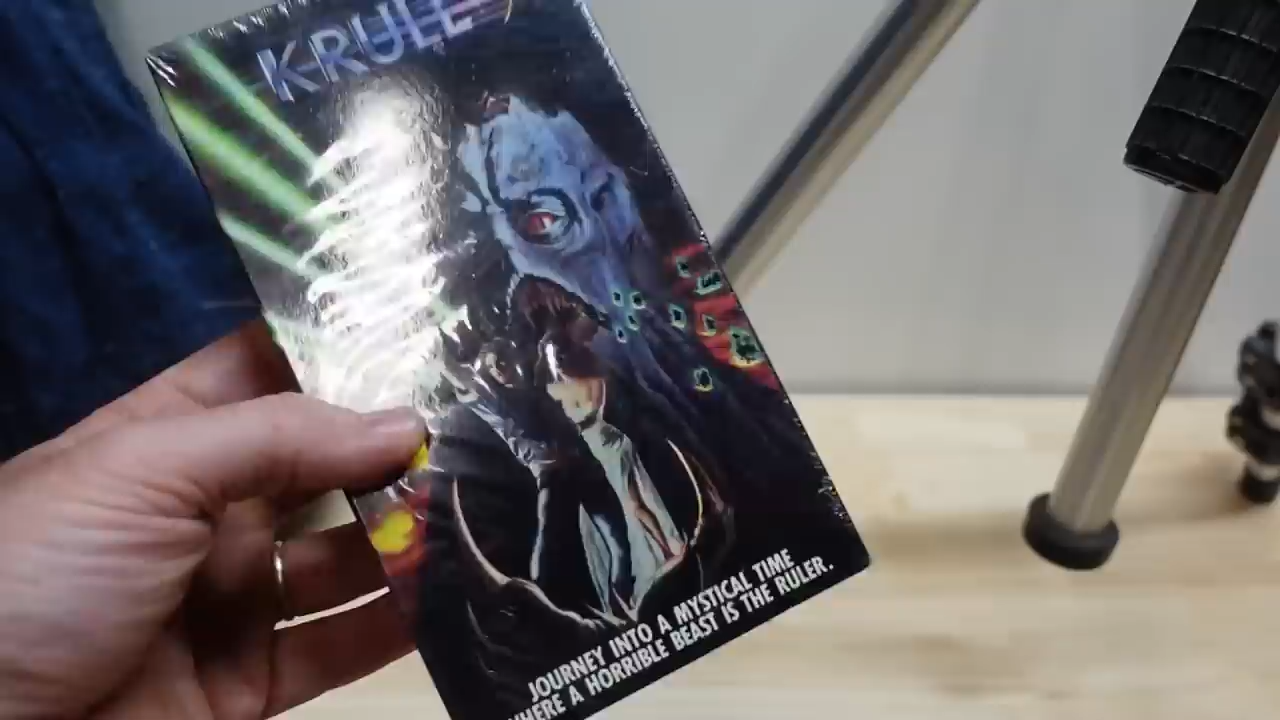 KRULL
JOURNEY INTO A MYSTICAL TIME
WHERE A HORRIBLE BEAST IS THE RULER.